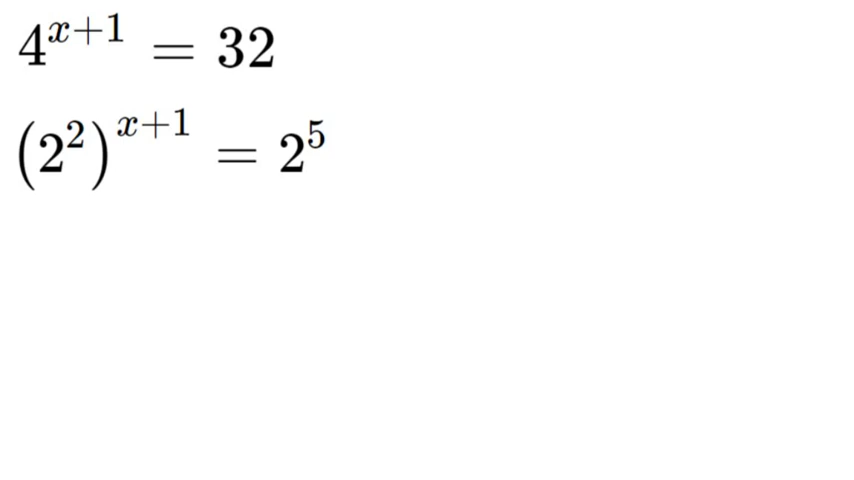 4^{x+1} = 32
(2^2)^{x+1} = 2^5